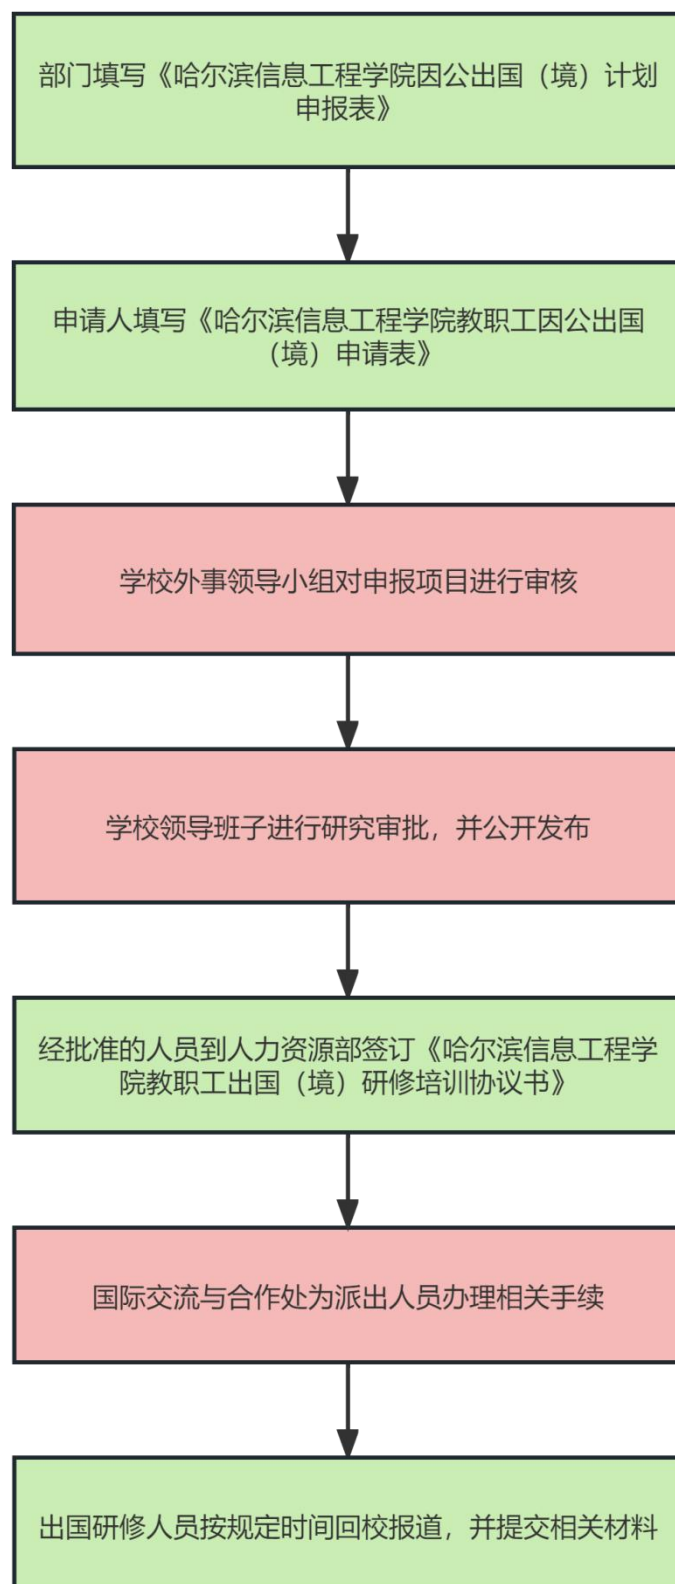 部门填写《哈尔滨信息工程学院因公出国（境）计划
申报表》
申请人填写《哈尔滨信息工程学院教职工因公出国
（境）申请表》
学校外事领导小组对申报项目进行审核
学校领导班子进行研究审批，并公开发布
经批准的人员到人力资源部签订《哈尔滨信息工程学
院教职工出国（境）研修培训协议书》
国际交流与合作处为派出人员办理相关手续
出国研修人员按规定时间回校报道，并提交相关材料